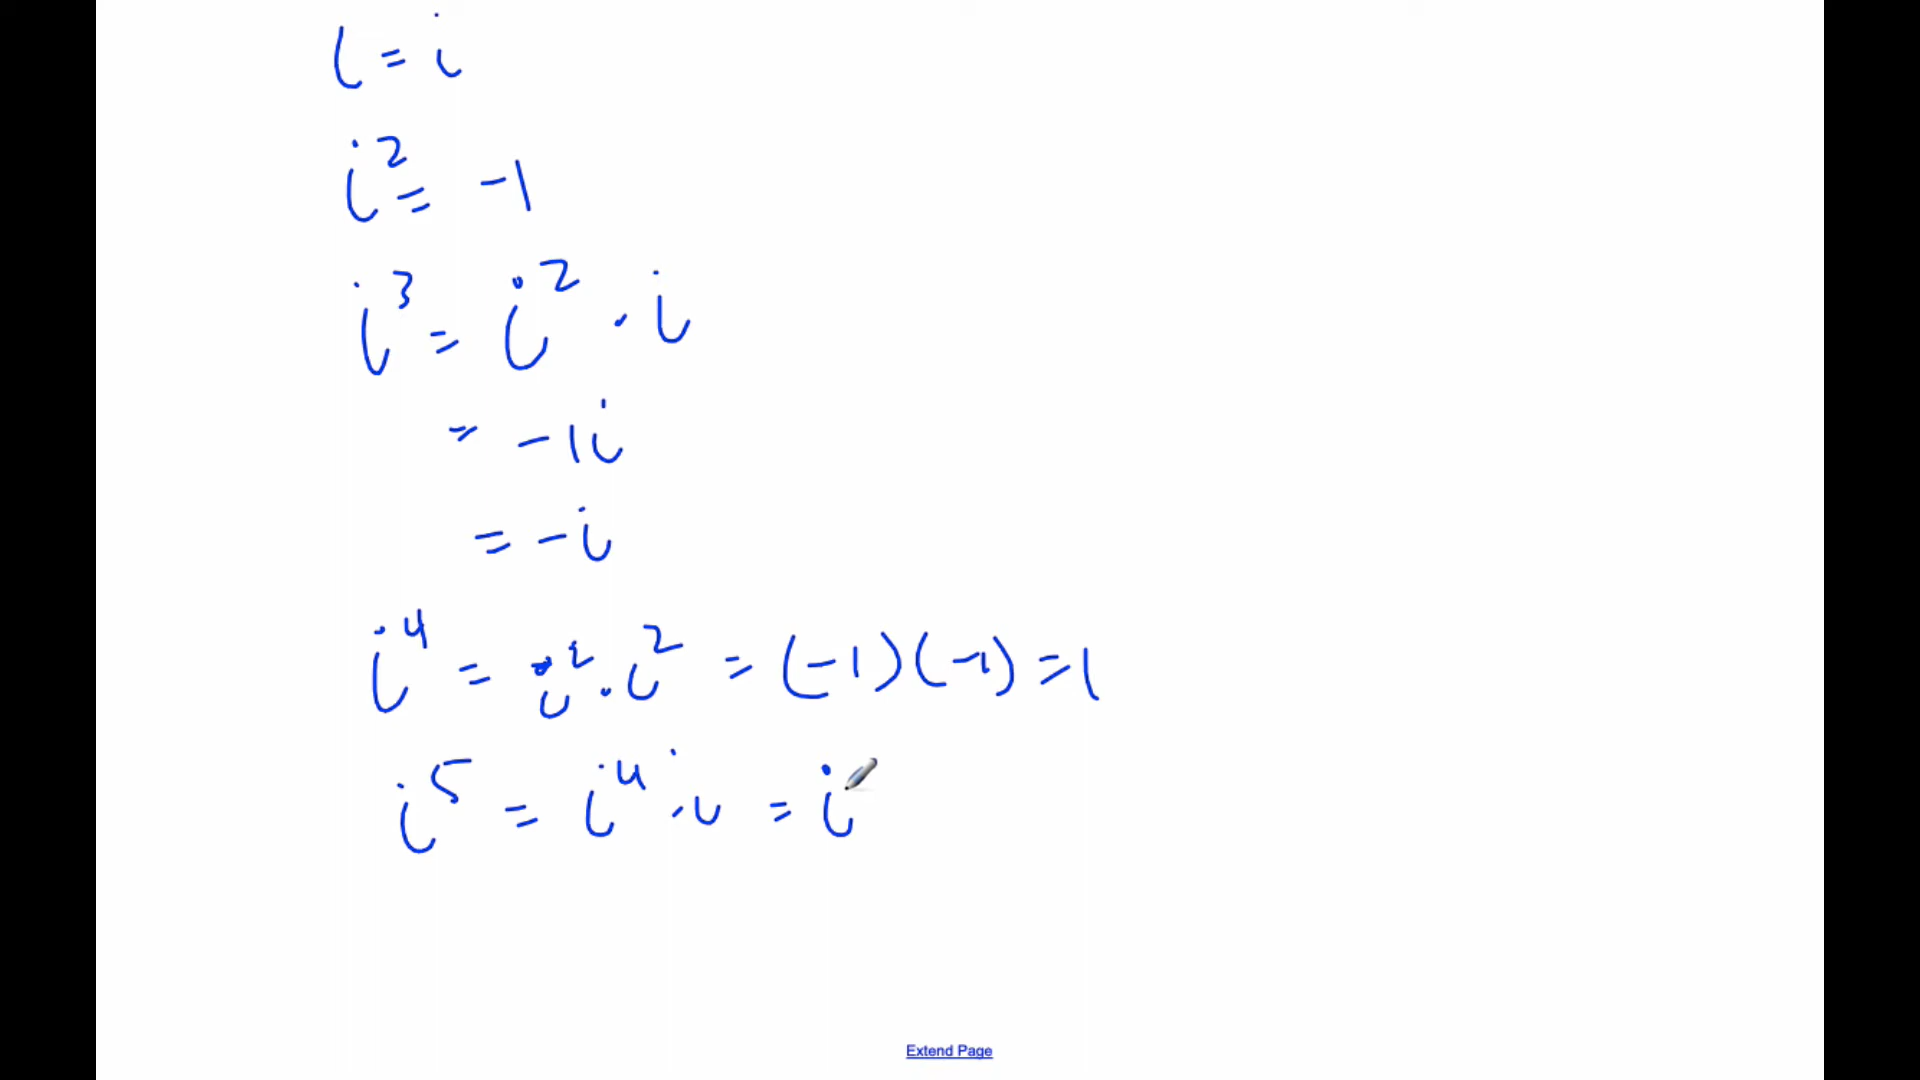 i = i
i² = -1
i³ = i² · i
= -1i
= -i
i⁴ = i² · i² = (-1)(-1) = 1
i⁵ = i⁴ · i = i
Extend Page